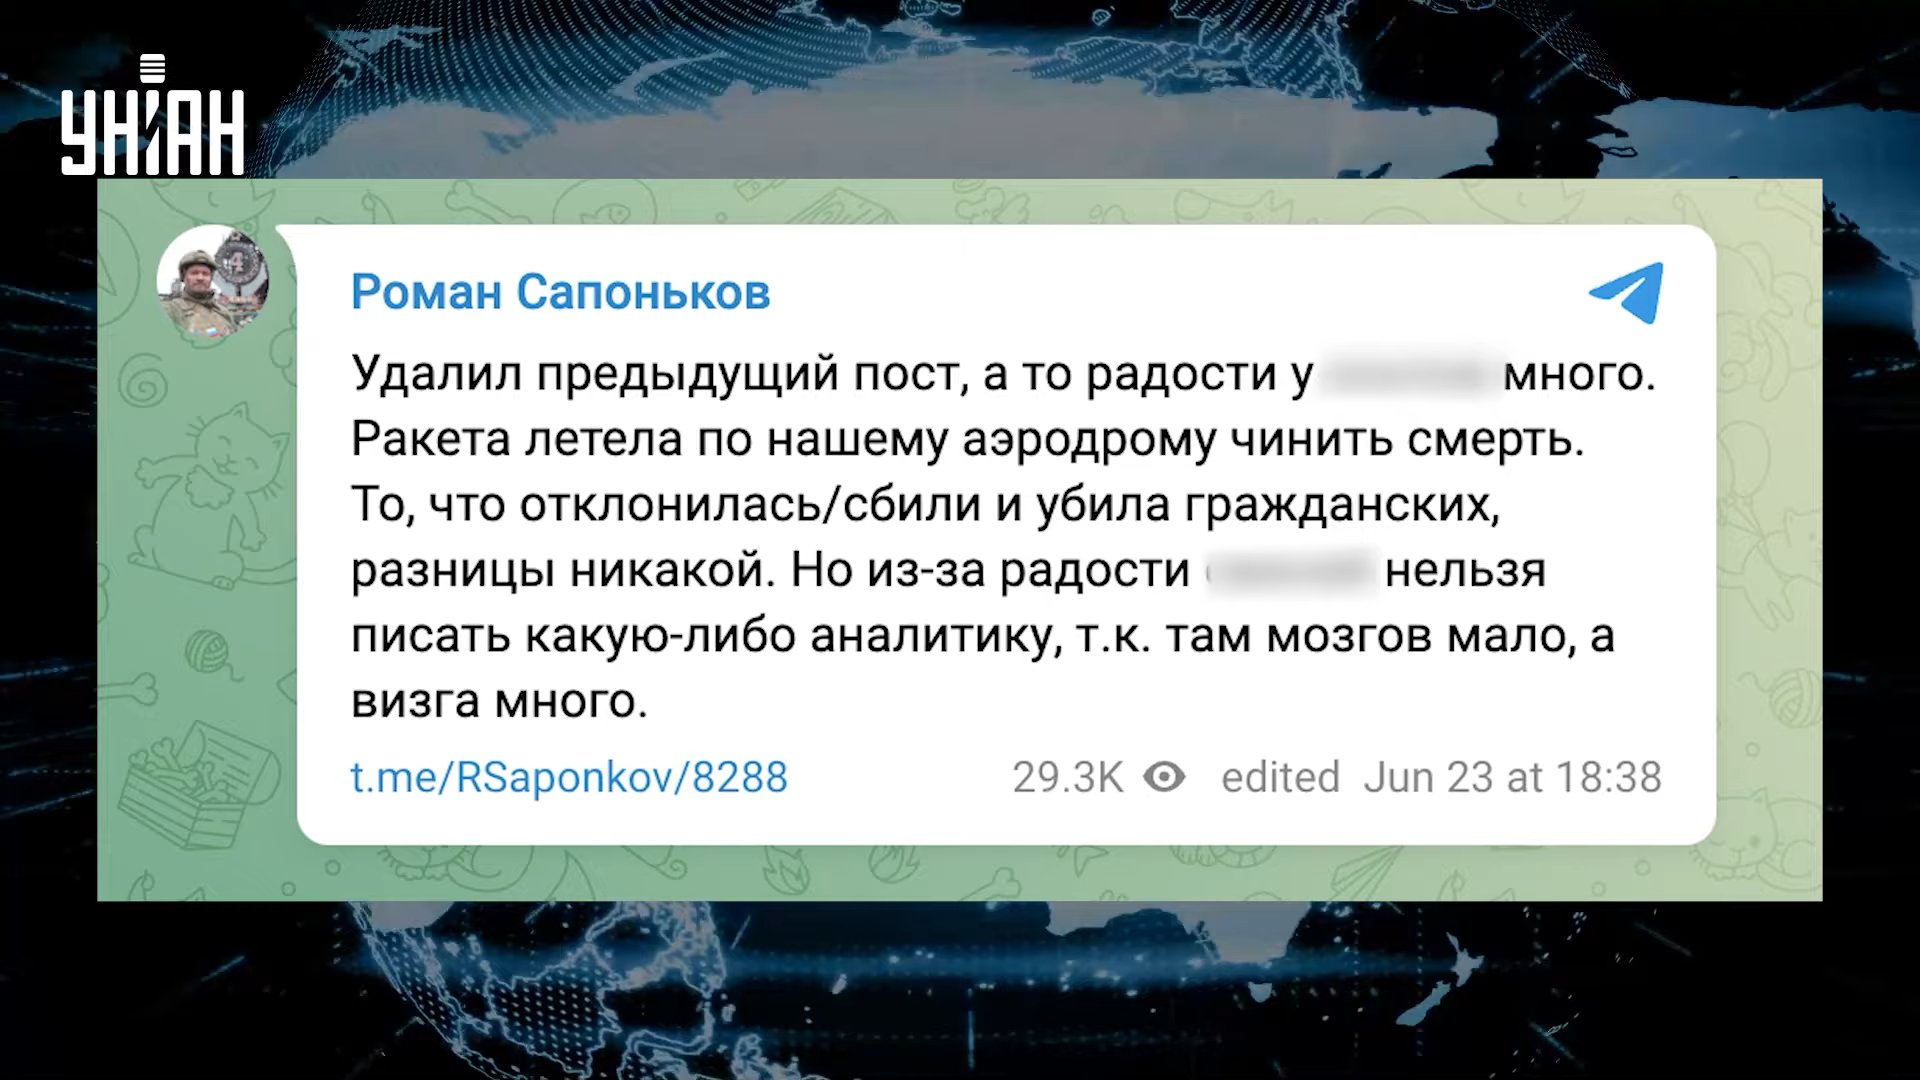 УНІАН
Роман Сапоньков
Удалил предыдущий пост, а то радости у много.
Ракета летела по нашему аэродрому чинить смерть.
То, что отклонилась/сбили и убила гражданских,
разницы никакой. Но из-за радости нельзя
писать какую-либо аналитику, т.к. там мозгов мало, а
визга много.
t.me/RSaponkov/8288 29.3K edited Jun 23 at 18:38